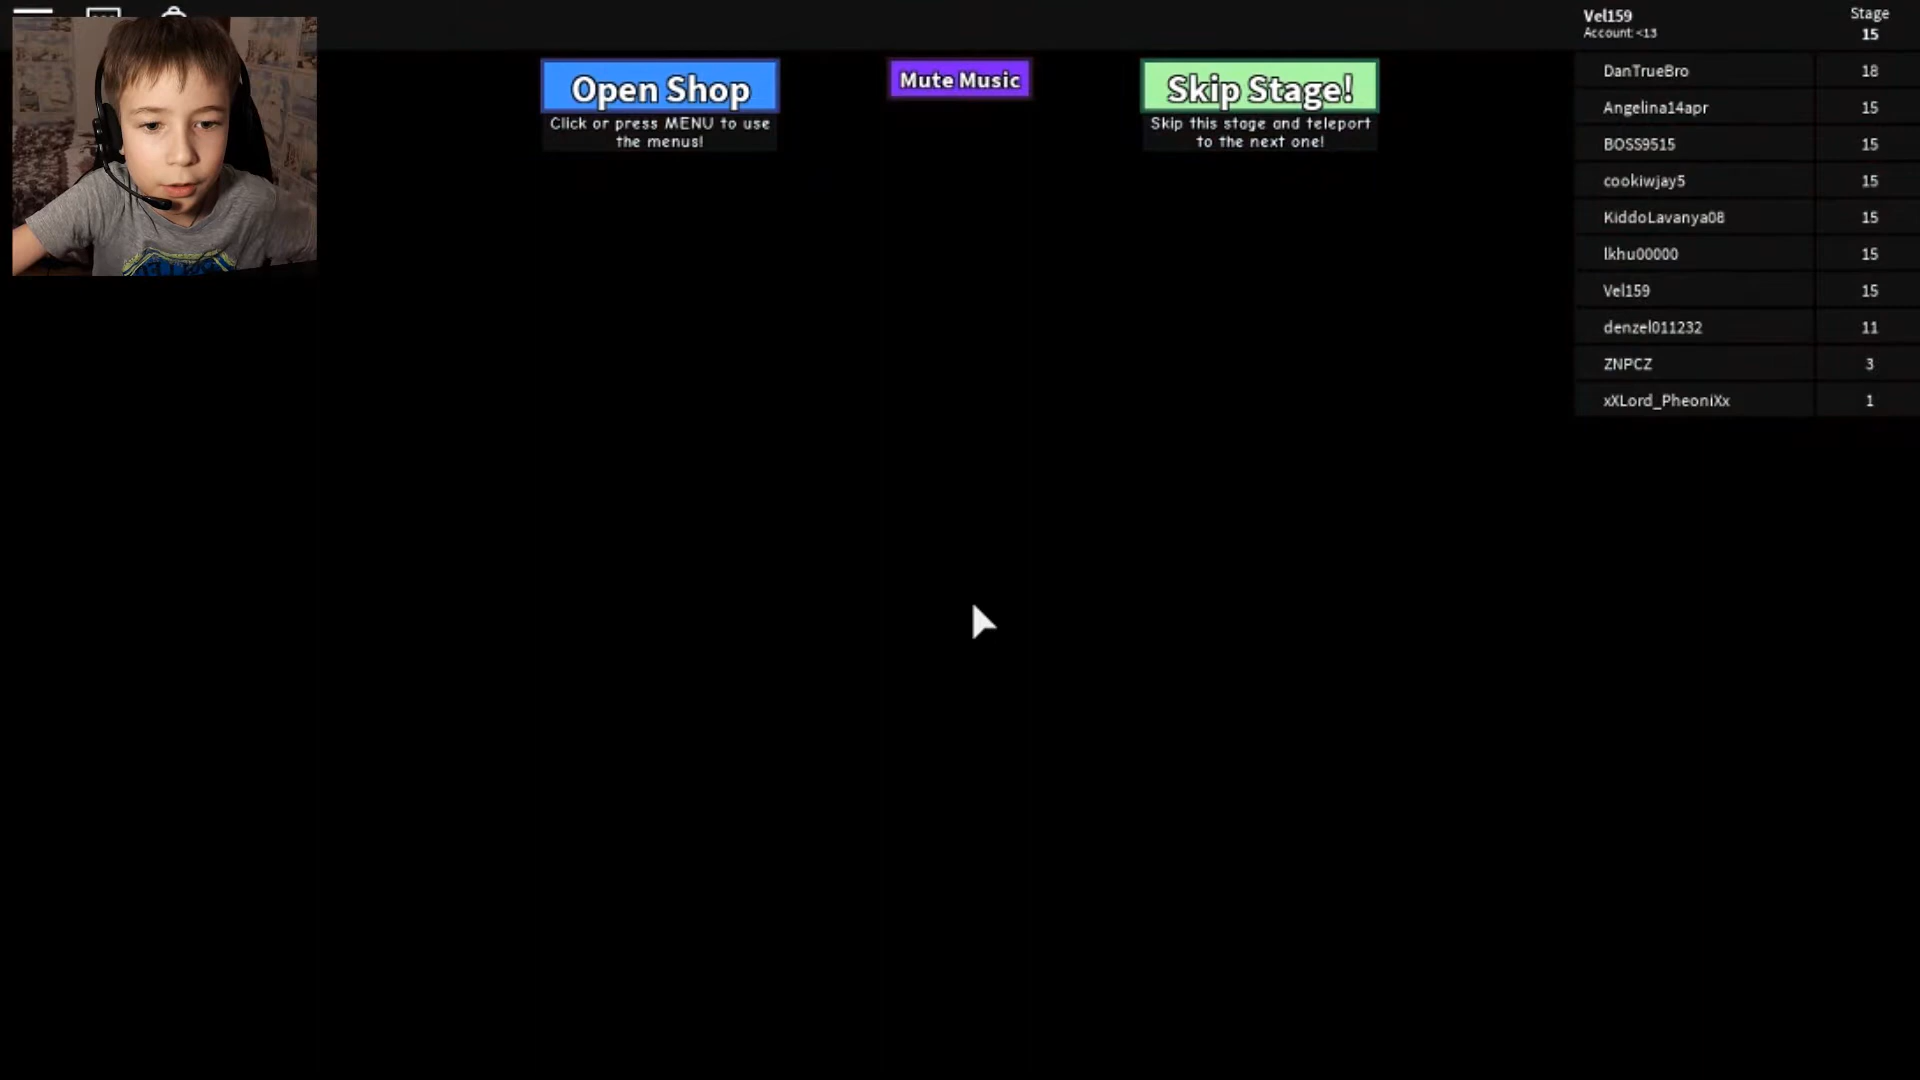 Vel159
Account: <13
Stage
15
Open Shop
Click or press MENU to use
the menus!
Mute Music
Skip Stage!
Skip this stage and teleport
to the next one!
DanTrueBro 18
Angelina14apr 15
BOSS9515 15
cookiwjay5 15
KiddoLavanya08 15
lkhu00000 15
Vel159 15
denzel011232 11
ZNPCZ 3
xXLord_PheoniXx 1